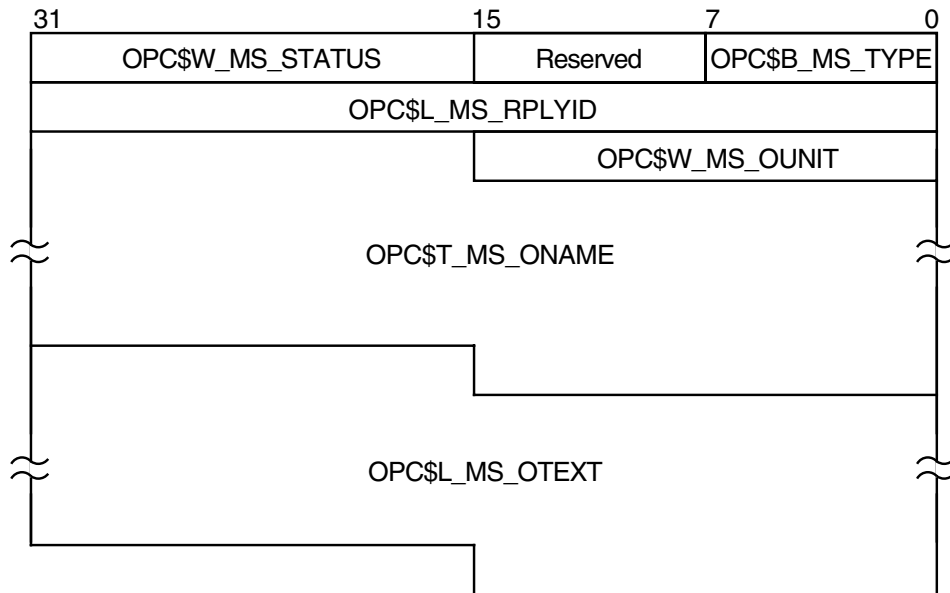 31 15 7 0
OPC$W_MS_STATUS Reserved OPC$B_MS_TYPE
OPC$L_MS_RPLYID
OPC$W_MS_OUNIT
OPC$T_MS_ONAME
OPC$L_MS_OTEXT